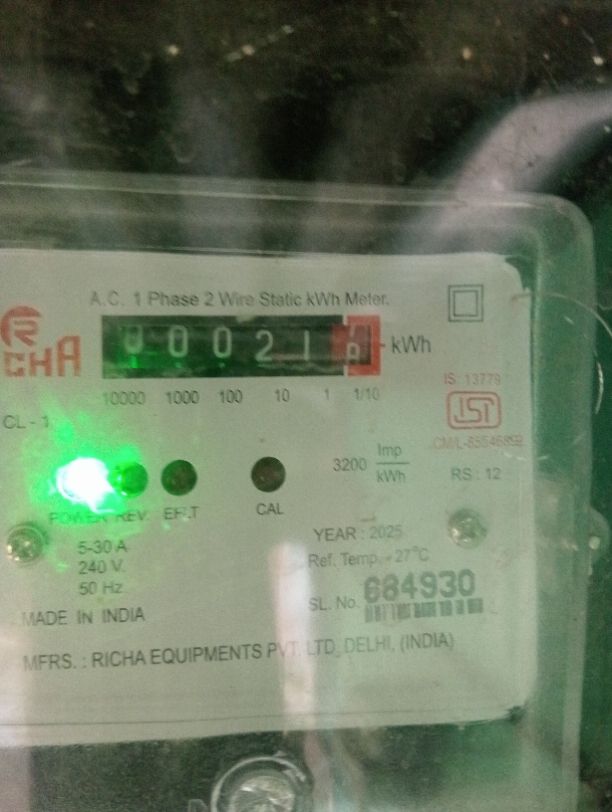 A.C. 1 Phase 2 Wire Static kWh Meter.
RICHA
00021 kWh
10000 1000 100 10 1 1/10
IS: 13779
ISI
CL - 1
3200 Imp/kWh
RS : 12
POWER REV. EFLT CAL
5-30 A
240 V.
50 Hz
YEAR : 2025
Ref. Temp. - 27°C
SL. No. 684930
MADE IN INDIA
MFRS. : RICHA EQUIPMENTS PVT. LTD. DELHI, (INDIA)